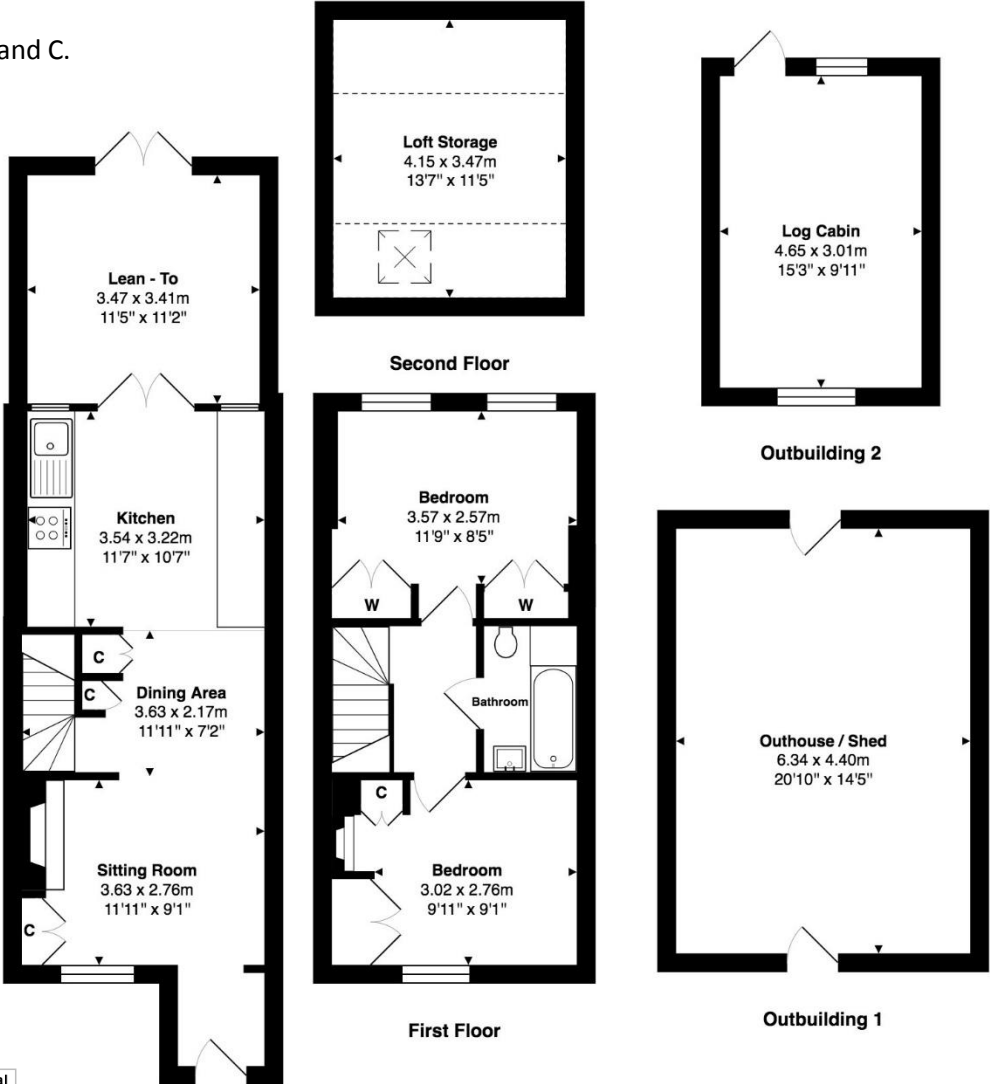 and C.
Loft Storage
4.15 x 3.47m
13'7" x 11'5"
Second Floor
Log Cabin
4.65 x 3.01m
15'3" x 9'11"
Outbuilding 2
Lean - To
3.47 x 3.41m
11'5" x 11'2"
Kitchen
3.54 x 3.22m
11'7" x 10'7"
C
C
Dining Area
3.63 x 2.17m
11'11" x 7'2"
Sitting Room
3.63 x 2.76m
11'11" x 9'1"
C
Bedroom
3.57 x 2.57m
11'9" x 8'5"
W
W
Bathroom
C
Bedroom
3.02 x 2.76m
9'11" x 9'1"
First Floor
Outhouse / Shed
6.34 x 4.40m
20'10" x 14'5"
Outbuilding 1